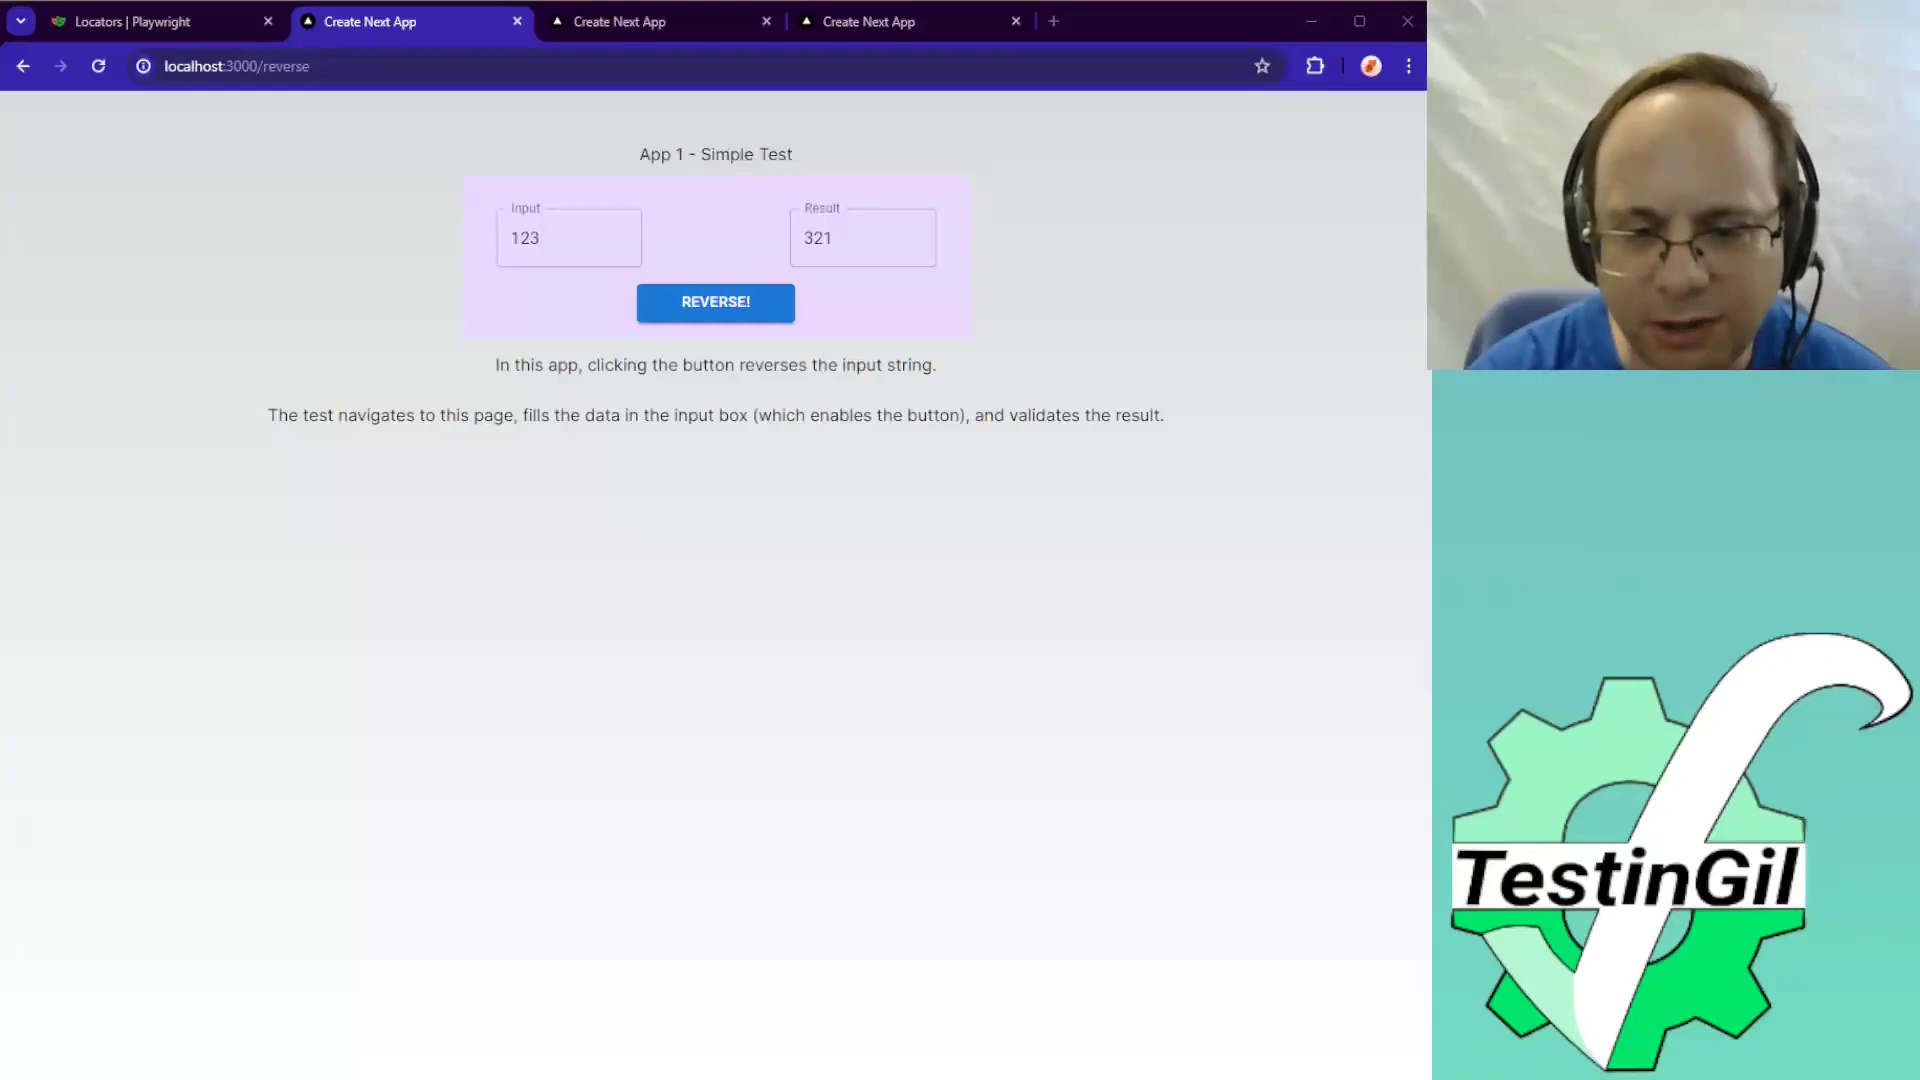 Locators | Playwright
Create Next App
Create Next App
Create Next App
localhost:3000/reverse
App 1 - Simple Test
Input
Result
123
321
REVERSE!
In this app, clicking the button reverses the input string.
The test navigates to this page, fills the data in the input box (which enables the button), and validates the result.
TestinGil